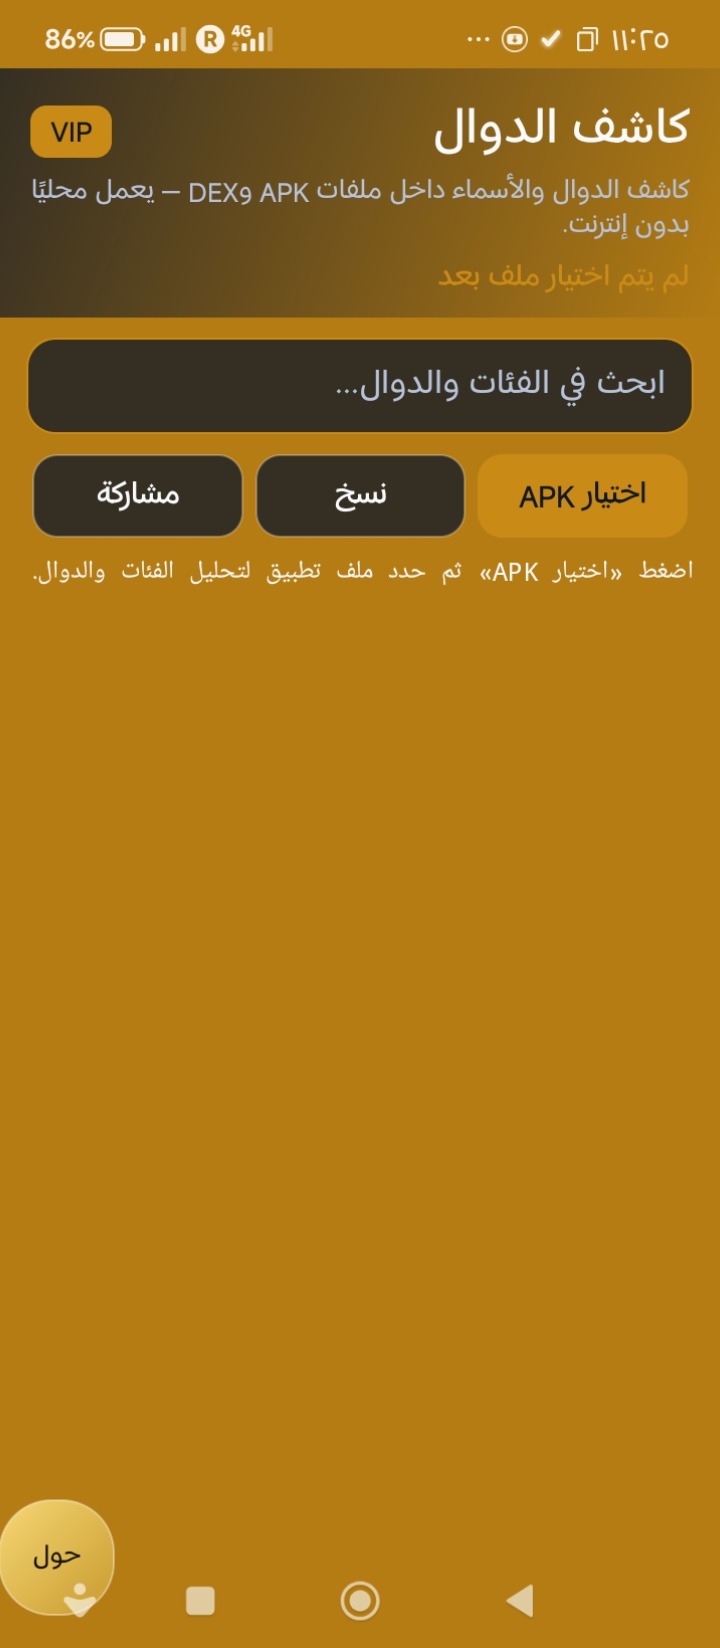 86% 4G R ١١:٢٥
كاشف الدوال
VIP
كاشف الدوال والأسماء داخل ملفات APK وDEX — يعمل محليًا
بدون إنترنت.
لم يتم اختيار ملف بعد
ابحث في الفئات والدوال...
اختيار APK
نسخ
مشاركة
اضغط «اختيار APK» ثم حدد ملف تطبيق لتحليل الفئات والدوال.
حول